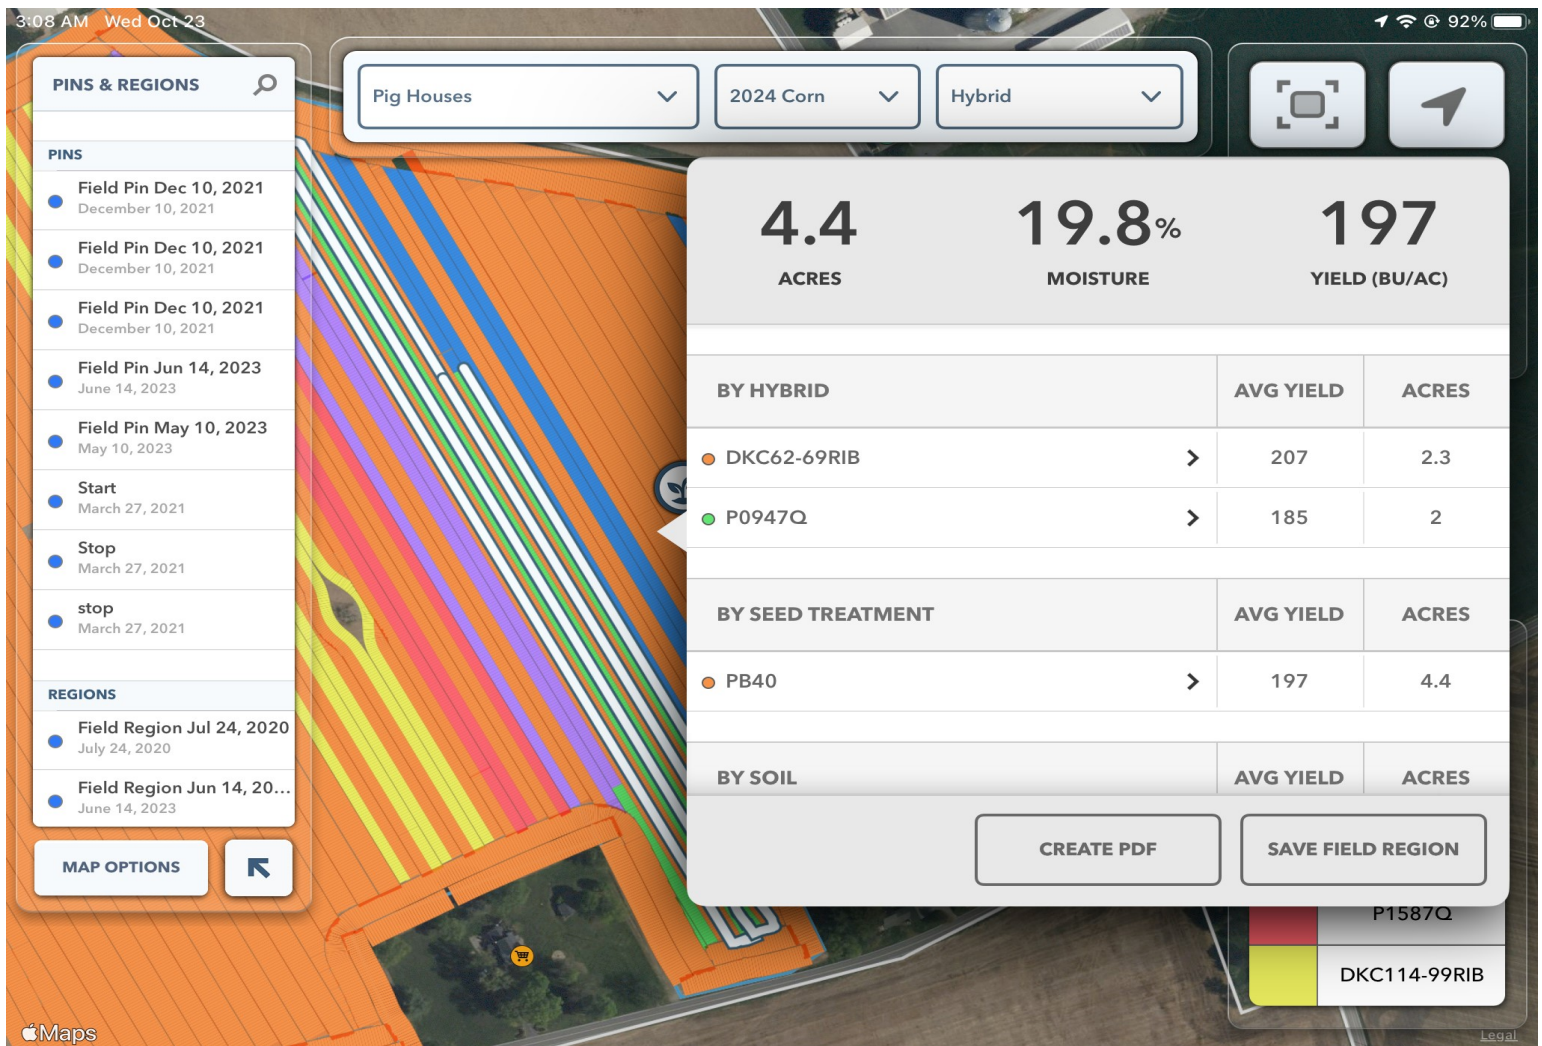 3:08 AM Wed Oct 23
92%
PINS & REGIONS
PINS
Field Pin Dec 10, 2021
December 10, 2021
Field Pin Dec 10, 2021
December 10, 2021
Field Pin Dec 10, 2021
December 10, 2021
Field Pin Jun 14, 2023
June 14, 2023
Field Pin May 10, 2023
May 10, 2023
Start
March 27, 2021
Stop
March 27, 2021
stop
March 27, 2021
REGIONS
Field Region Jul 24, 2020
July 24, 2020
Field Region Jun 14, 20...
June 14, 2023
MAP OPTIONS
Pig Houses
2024 Corn
Hybrid
4.4 19.8% 197
ACRES MOISTURE YIELD (BU/AC)
BY HYBRID AVG YIELD ACRES
DKC62-69RIB 207 2.3
P0947Q 185 2
BY SEED TREATMENT AVG YIELD ACRES
PB40 197 4.4
BY SOIL AVG YIELD ACRES
CREATE PDF SAVE FIELD REGION
P1587Q
DKC114-99RIB
Maps
Legal